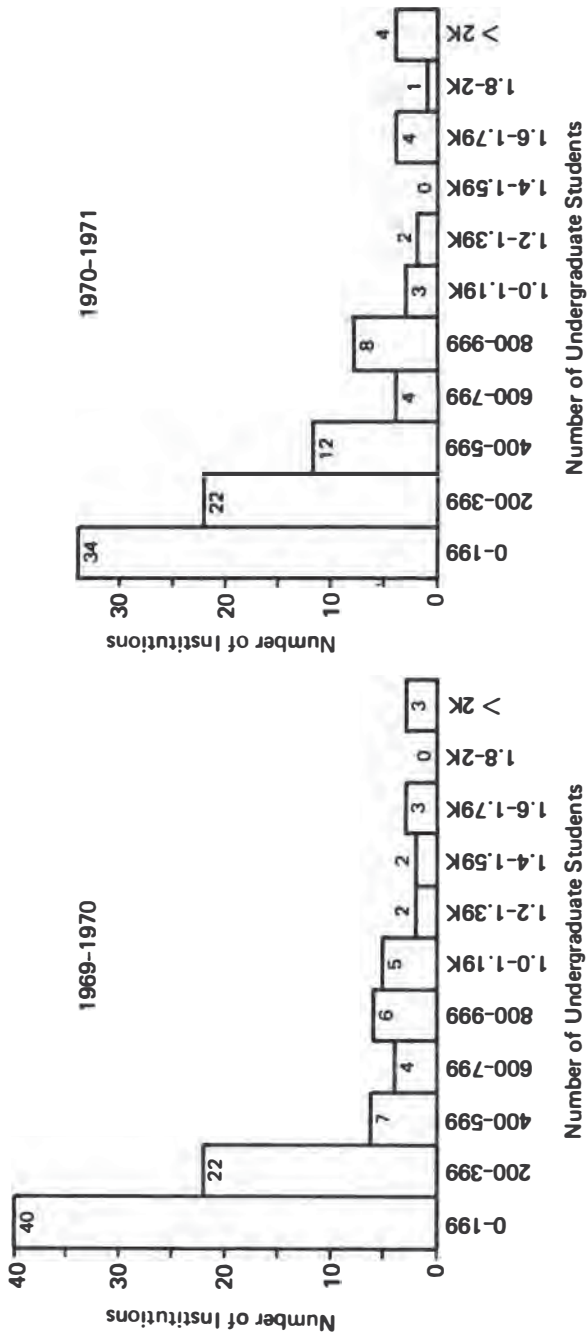 1969–1970
Number of Institutions
40
30
20
10
0
40
22
7
4
6
5
2
2
3
0
3
0-199
200-399
400-599
600-799
800-999
1.0-1.19K
1.2-1.39K
1.4-1.59K
1.6-1.79K
1.8-2K
> 2K
Number of Undergraduate Students
1970–1971
Number of Institutions
30
20
10
0
34
22
12
4
8
3
2
0
4
1
4
0-199
200-399
400-599
600-799
800-999
1.0-1.19K
1.2-1.39K
1.4-1.59K
1.6-1.79K
1.8-2K
> 2K
Number of Undergraduate Students